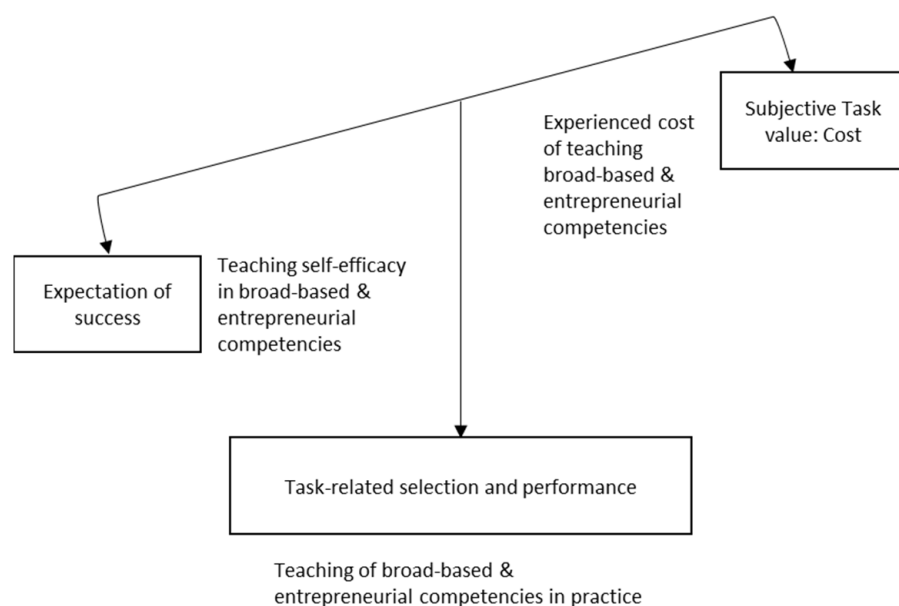 Subjective Task
value: Cost
Experienced cost
of teaching
broad-based &
entrepreneurial
competencies
Expectation of
success
Teaching self-efficacy
in broad-based &
entrepreneurial
competencies
Task-related selection and performance
Teaching of broad-based &
entrepreneurial competencies in practice